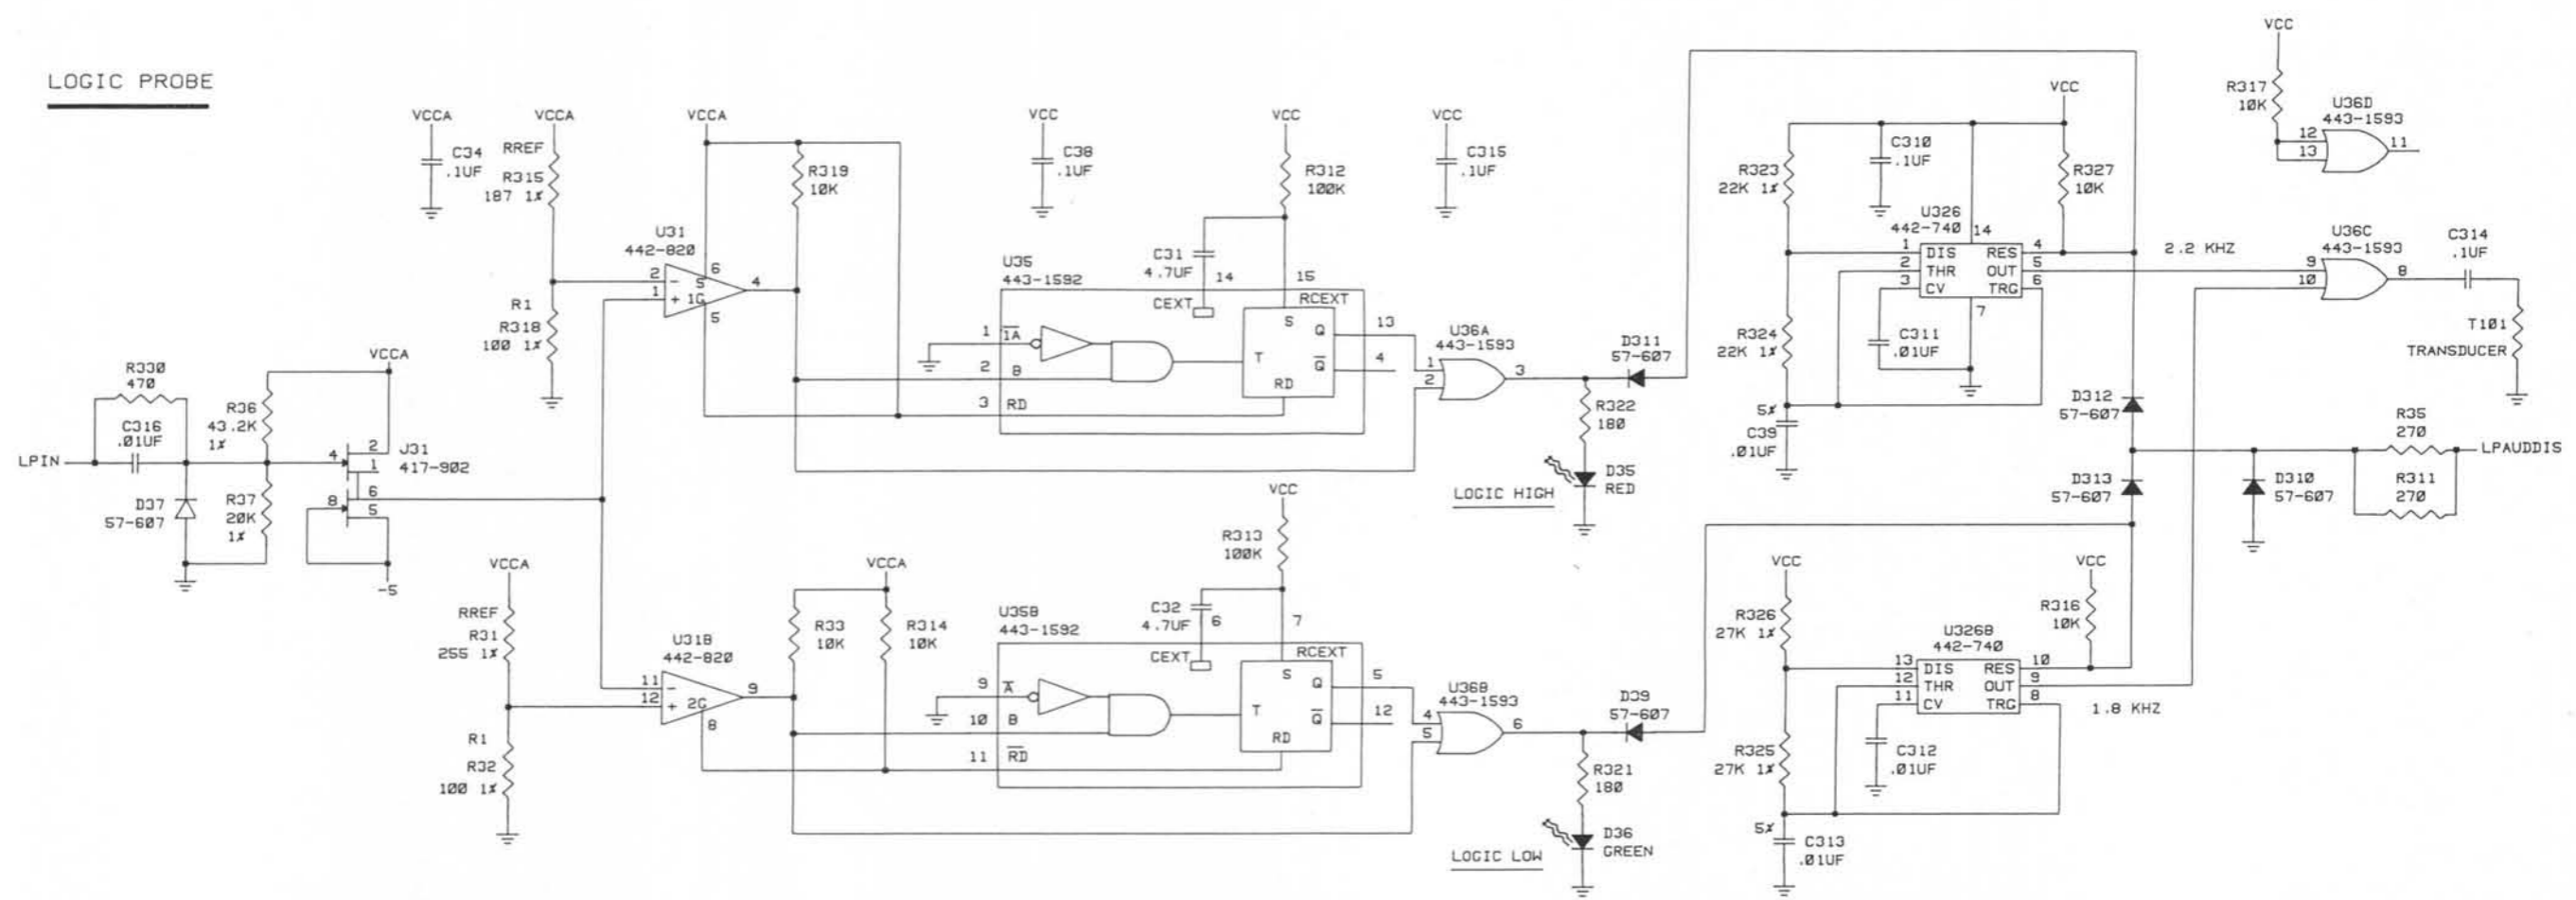 LOGIC PROBE
LPIN
R330
470
C316
.01UF
D37
57-607
R36
43.2K
1%
R37
20K
1%
VCCA
J31
417-902
4
2
1
8
6
5
-5
VCCA
C34
.1UF
VCCA
RREF
R315
187 1%
R1
R318
100 1%
VCCA
U31
442-820
2
-
1
+
S
1G
6
5
4
R319
10K
VCC
C38
.1UF
VCC
R312
100K
C31
4.7UF
14
15
U35
443-1592
CEXT
RCEXT
1
1A
2
B
3
RD
S
Q
T
Q
RD
13
4
VCC
C315
.1UF
U36A
443-1593
1
2
3
D311
57-607
R322
180
D35
RED
LOGIC HIGH
VCCA
RREF
R31
255 1%
R1
R32
100 1%
U31B
442-820
11
-
12
+
2G
8
9
VCCA
R33
10K
R314
10K
VCC
R313
100K
C32
4.7UF
6
7
U35B
443-1592
CEXT
RCEXT
9
A
10
B
11
RD
S
Q
T
Q
RD
5
12
U36B
443-1593
4
5
6
D39
57-607
R321
180
D36
GREEN
LOGIC LOW
VCC
R323
22K 1%
C310
.1UF
R327
10K
U326
442-740
14
1
DIS
RES
4
2
THR
OUT
5
3
CV
TRG
6
7
R324
22K 1%
C311
.01UF
5%
C39
.01UF
2.2 KHZ
D312
57-607
D313
57-607
VCC
R317
10K
U36D
443-1593
12
13
11
U36C
443-1593
9
10
8
C314
.1UF
T101
TRANSDUCER
R35
270
LPAUDDIS
R311
270
D310
57-607
VCC
R326
27K 1%
VCC
R316
10K
U326B
442-740
13
DIS
RES
10
12
THR
OUT
9
11
CV
TRG
8
1.8 KHZ
R325
27K 1%
C312
.01UF
5%
C313
.01UF